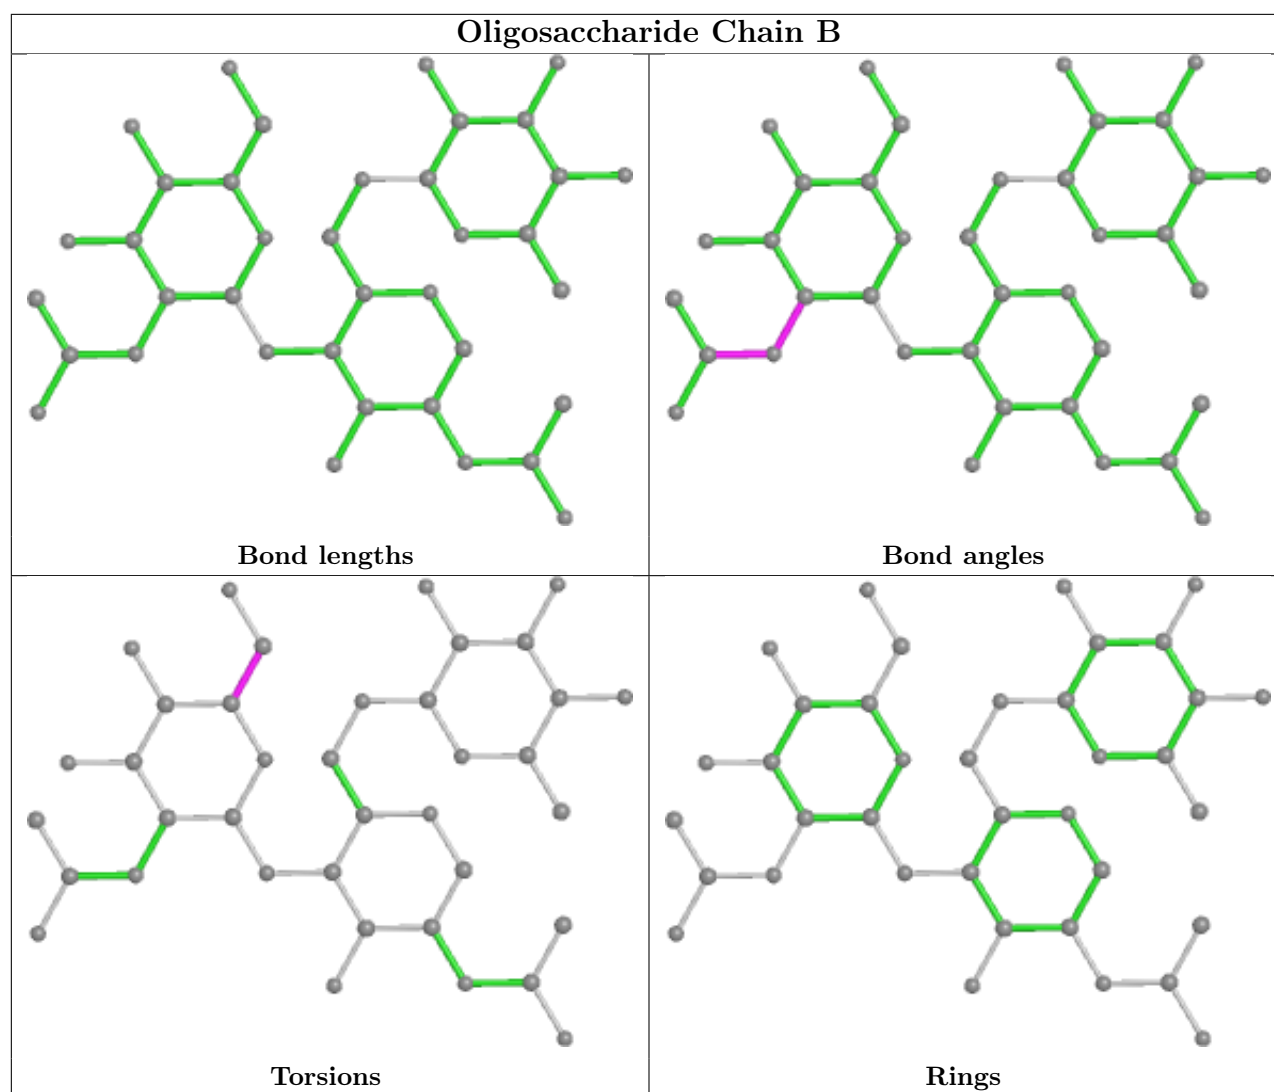 Oligosaccharide Chain B
Bond lengths
Bond angles
Torsions
Rings